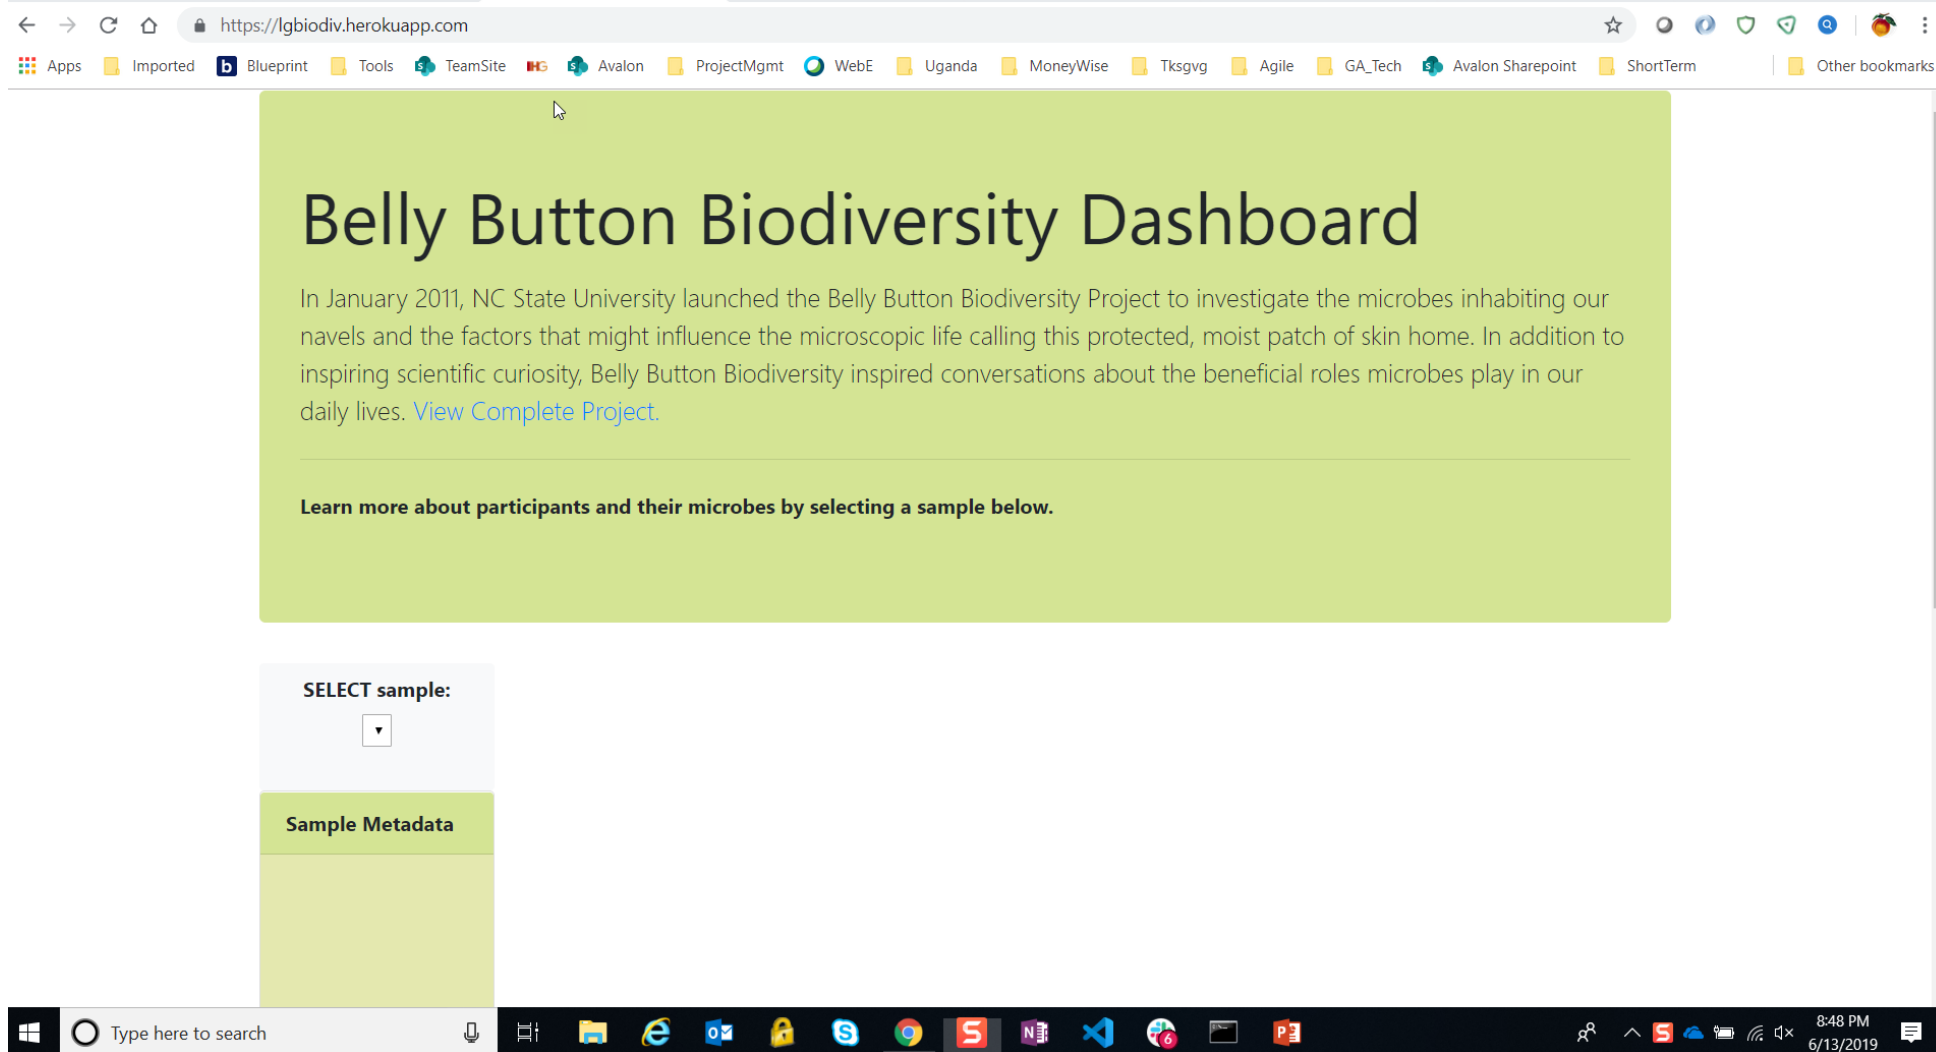 https://lgbiodiv.herokuapp.com
Apps Imported b Blueprint Tools TeamSite IHG Avalon ProjectMgmt WebE Uganda MoneyWise Tksgvg Agile GA_Tech Avalon Sharepoint ShortTerm Other bookmarks
Belly Button Biodiversity Dashboard
In January 2011, NC State University launched the Belly Button Biodiversity Project to investigate the microbes inhabiting our
navels and the factors that might influence the microscopic life calling this protected, moist patch of skin home. In addition to
inspiring scientific curiosity, Belly Button Biodiversity inspired conversations about the beneficial roles microbes play in our
daily lives. View Complete Project.
Learn more about participants and their microbes by selecting a sample below.
SELECT sample:
Sample Metadata
Type here to search
8:48 PM
6/13/2019